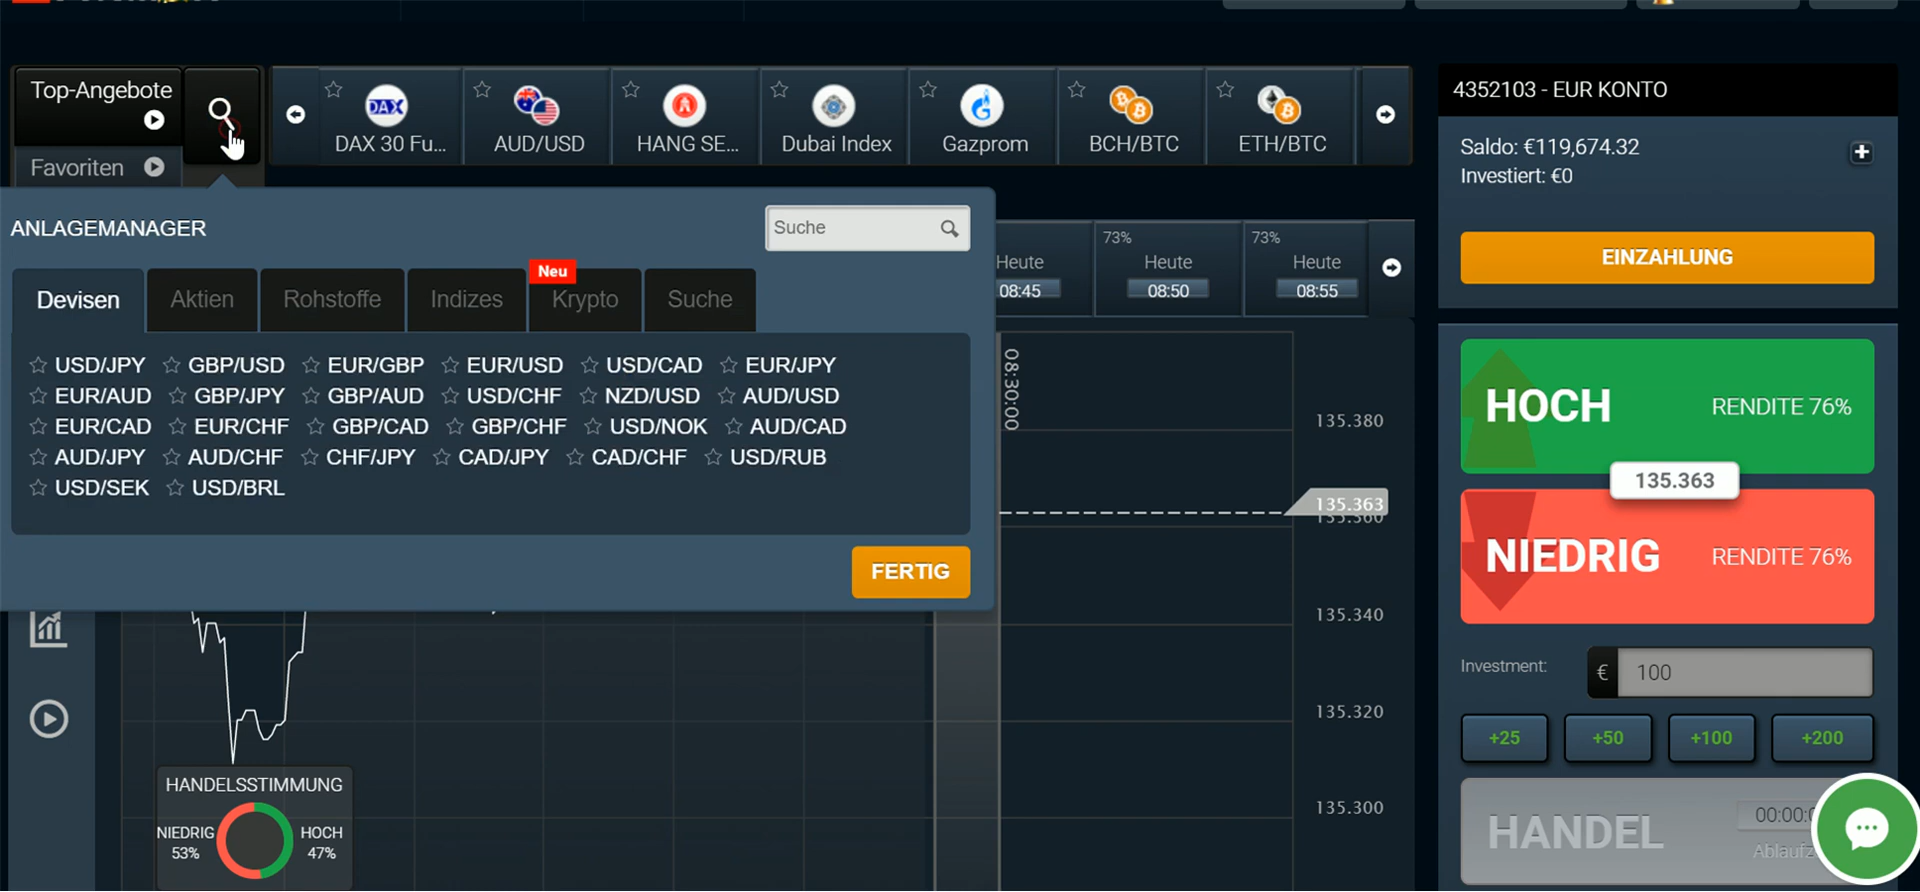 Top-Angebote
Favoriten
DAX
DAX 30 Fu...
AUD/USD
HANG SE...
Dubai Index
Gazprom
BCH/BTC
ETH/BTC
4352103 - EUR KONTO
Saldo: €119,674.32
Investiert: €0
EINZAHLUNG
ANLAGEMANAGER
Suche
Neu
Devisen Aktien Rohstoffe Indizes Krypto Suche
USD/JPY GBP/USD EUR/GBP EUR/USD USD/CAD EUR/JPY
EUR/AUD GBP/JPY GBP/AUD USD/CHF NZD/USD AUD/USD
EUR/CAD EUR/CHF GBP/CAD GBP/CHF USD/NOK AUD/CAD
AUD/JPY AUD/CHF CHF/JPY CAD/JPY CAD/CHF USD/RUB
USD/SEK USD/BRL
FERTIG
Heute
08:45
73%
Heute
08:50
73%
Heute
08:55
08:30:00
135.380
135.363
135.360
135.340
135.320
135.300
HOCH RENDITE 76%
135.363
NIEDRIG RENDITE 76%
Investment: € 100
+25 +50 +100 +200
HANDEL
HANDELSSTIMMUNG
NIEDRIG
53%
HOCH
47%